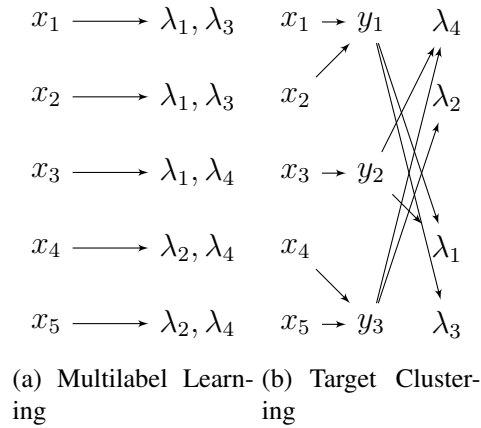 x1 λ1, λ3 x1 y1 λ4
x2 λ1, λ3 x2 λ2
x3 λ1, λ4 x3 y2
x4 λ2, λ4 x4 λ1
x5 λ2, λ4 x5 y3 λ3
(a) Multilabel Learn-
ing
(b) Target Cluster-
ing